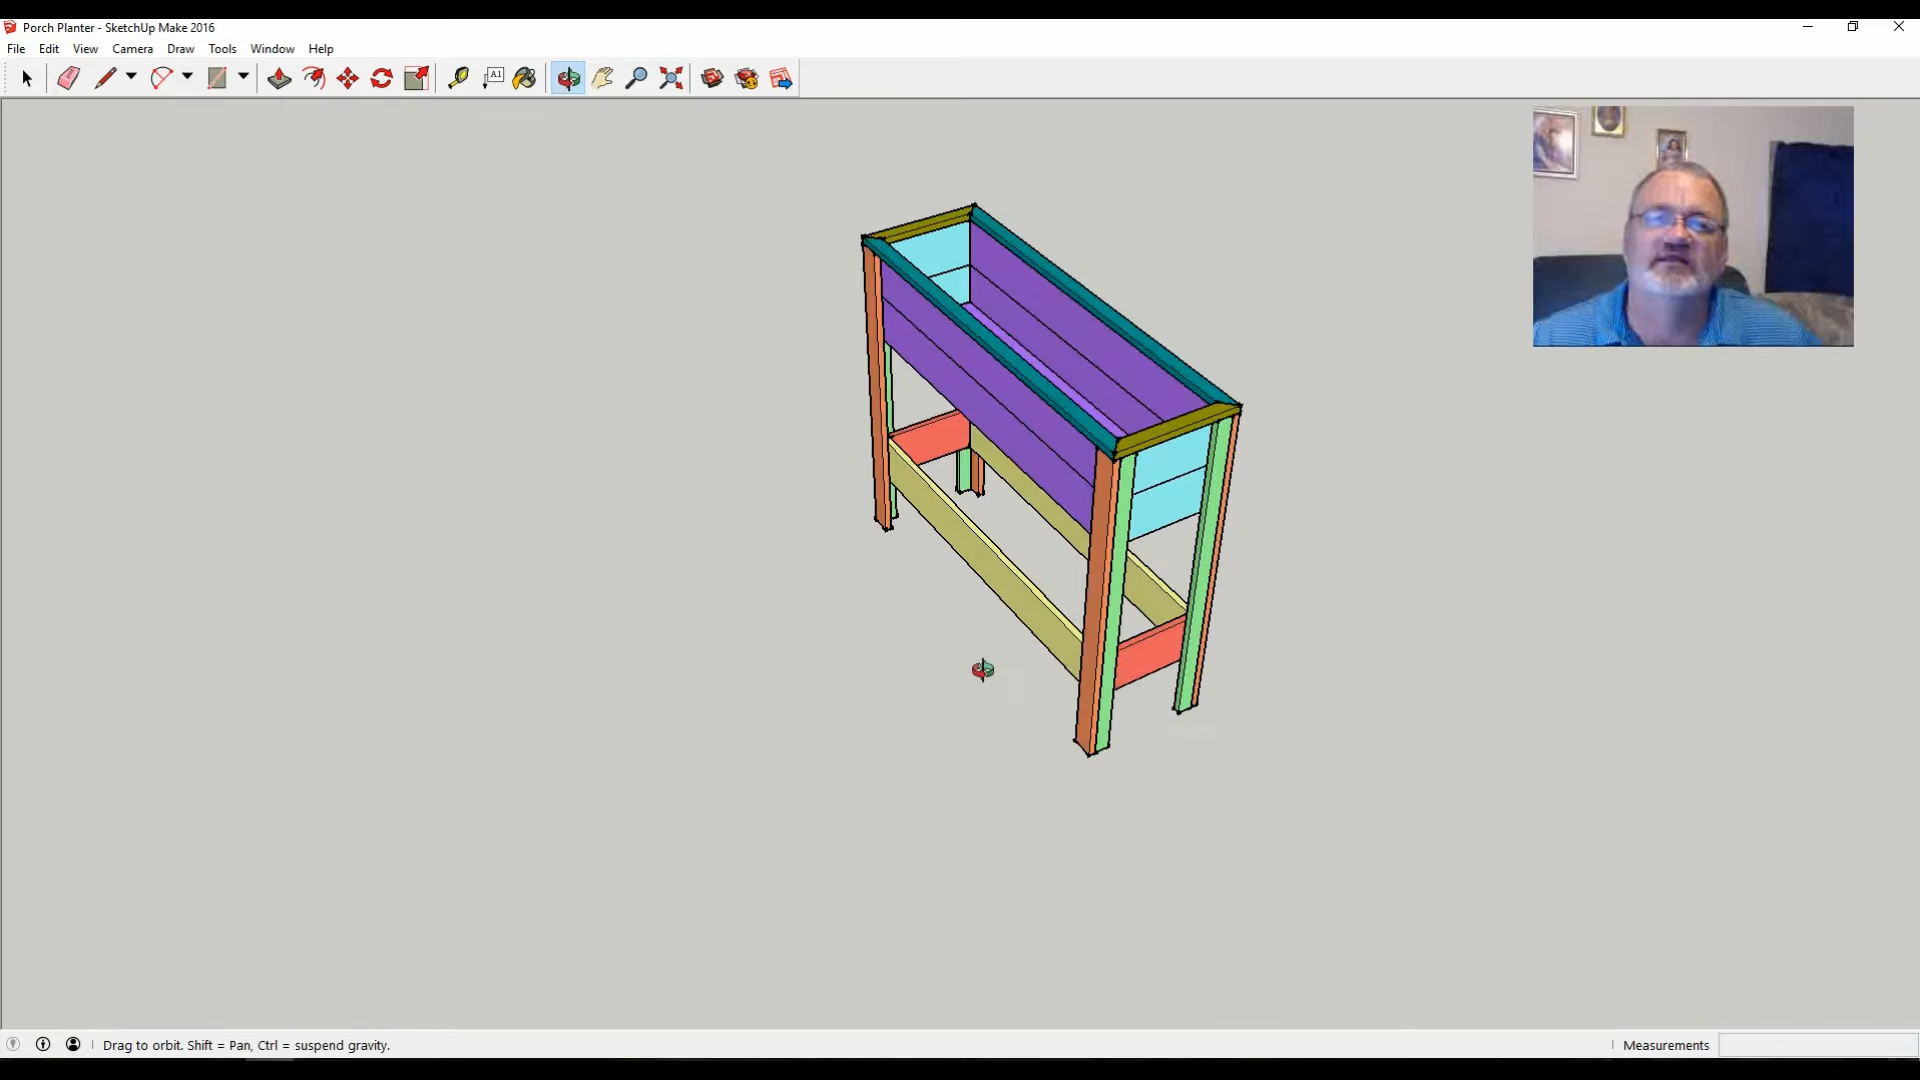 Porch Planter - SketchUp Make 2016
File Edit View Camera Draw Tools Window Help
A1
Drag to orbit. Shift = Pan, Ctrl = suspend gravity.
Measurements